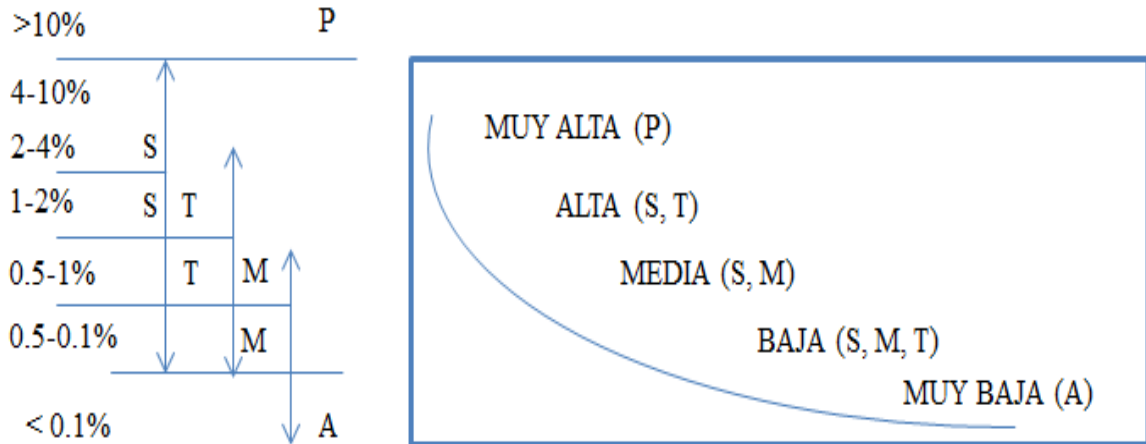 >10% P
4-10%
2-4% S
1-2% S T
0.5-1% T M
0.5-0.1% M
< 0.1% A
MUY ALTA (P)
ALTA (S, T)
MEDIA (S, M)
BAJA (S, M, T)
MUY BAJA (A)